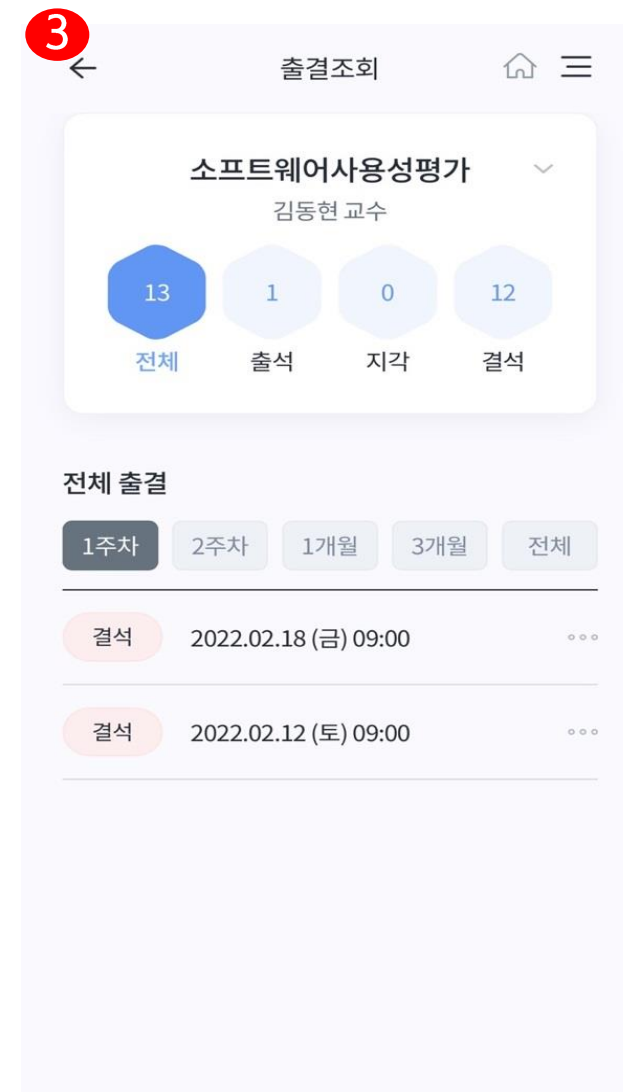 3
출결조회
소프트웨어사용성평가
김동현 교수
13 1 0 12
전체 출석 지각 결석
전체 출결
1주차 2주차 1개월 3개월 전체
결석 2022.02.18 (금) 09:00
결석 2022.02.12 (토) 09:00